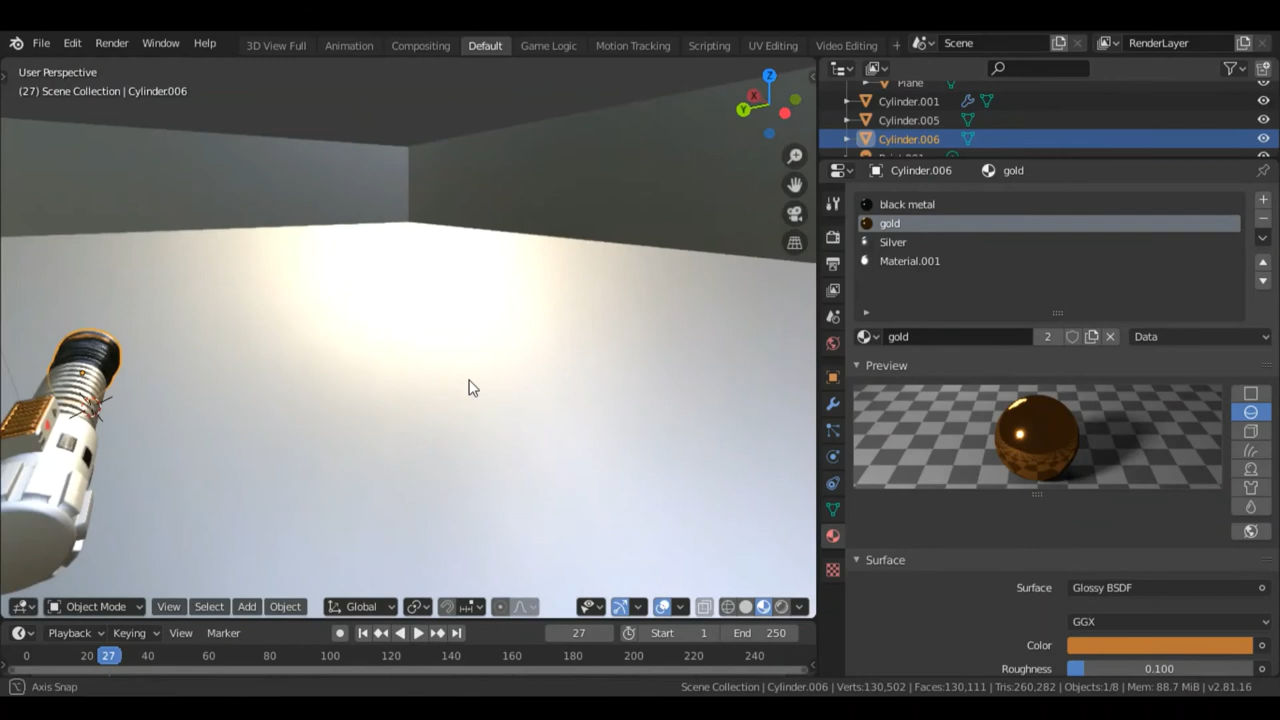 File Edit Render Window Help 3D View Full Animation Compositing Default Game Logic Motion Tracking Scripting UV Editing Video Editing + Scene RenderLayer
User Perspective
(27) Scene Collection | Cylinder.006
Z
X
Y
Plane
Cylinder.001
Cylinder.005
Cylinder.006
Cylinder.006 gold
black metal
gold
Silver
Material.001
gold 2 Data
Preview
Surface
Surface Glossy BSDF
GGX
Color
Roughness 0.100
Object Mode View Select Add Object Global
Playback Keying View Marker 27 Start 1 End 250
0 20 27 40 60 80 100 120 140 160 180 200 220 240
Axis Snap Scene Collection | Cylinder.006 | Verts:130,502 | Faces:130,111 | Tris:260,282 | Objects:1/8 | Mem: 88.7 MiB | v2.81.16